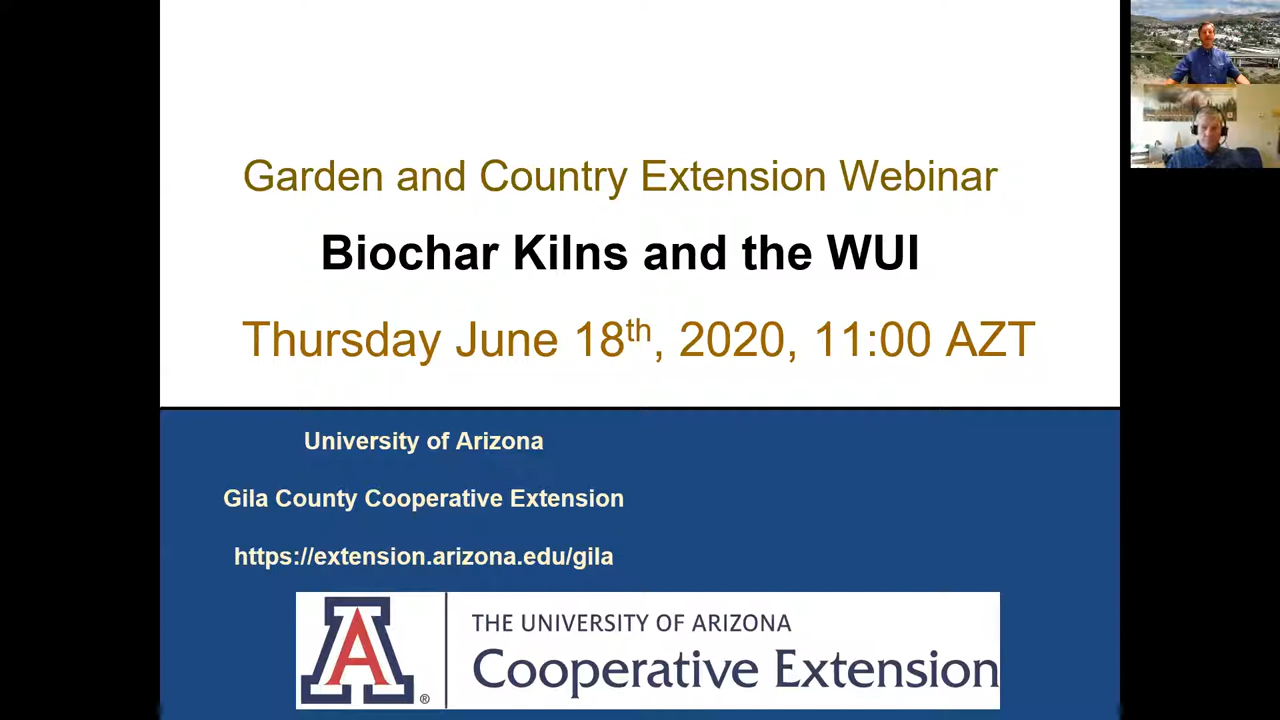 Garden and Country Extension Webinar
Biochar Kilns and the WUI
Thursday June 18th, 2020, 11:00 AZT
University of Arizona
Gila County Cooperative Extension
https://extension.arizona.edu/gila
A ®
THE UNIVERSITY OF ARIZONA
Cooperative Extension